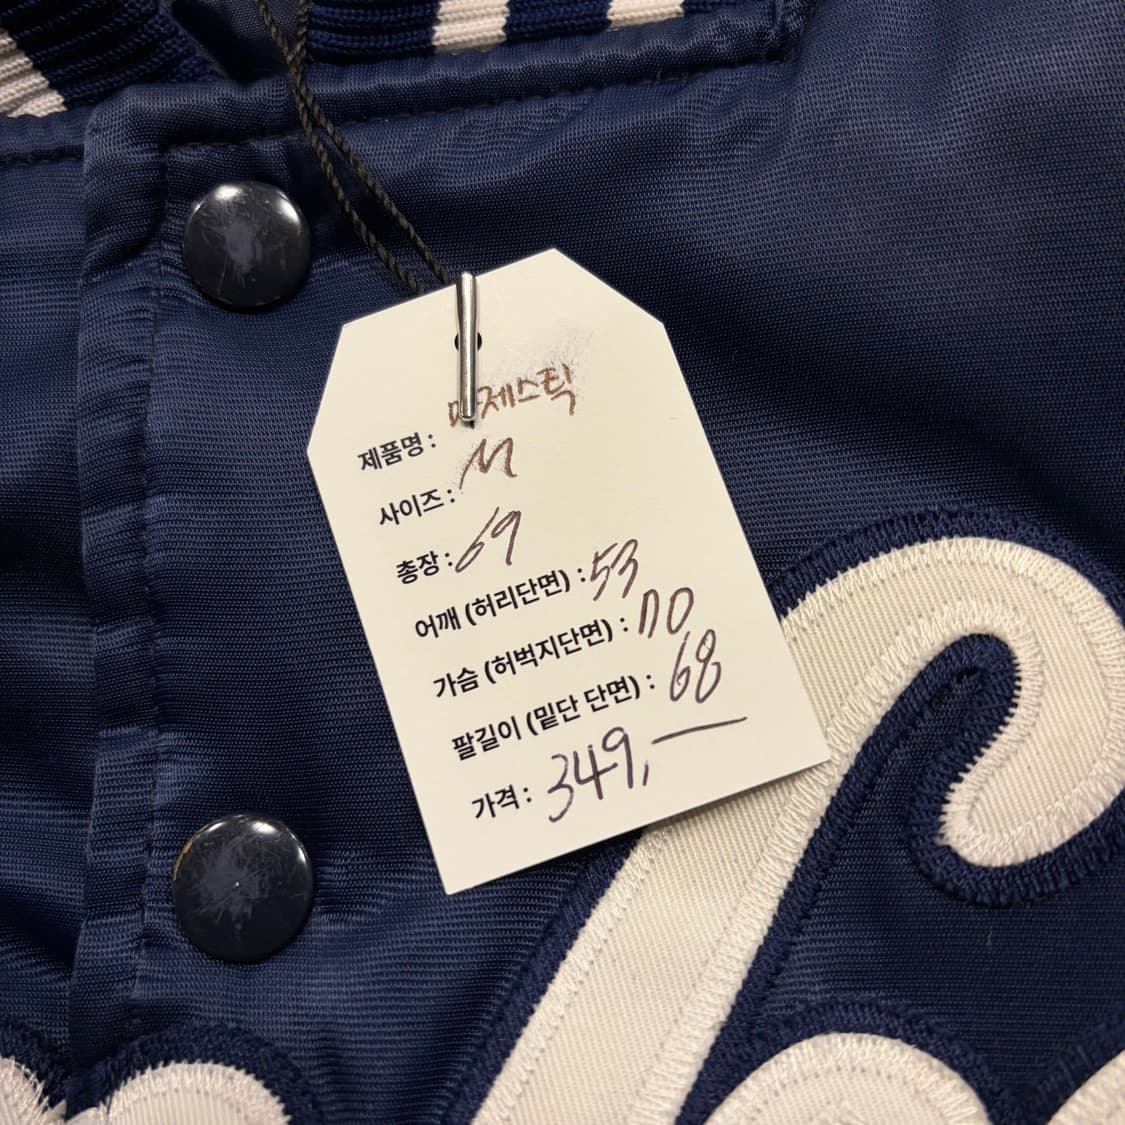 제품명 : 마제스틱
사이즈 : M
총장 : 69
어깨 (허리단면) : 53
가슴 (허벅지단면) : 70
팔길이 (밑단 단면) : 68
가격 : 349,—